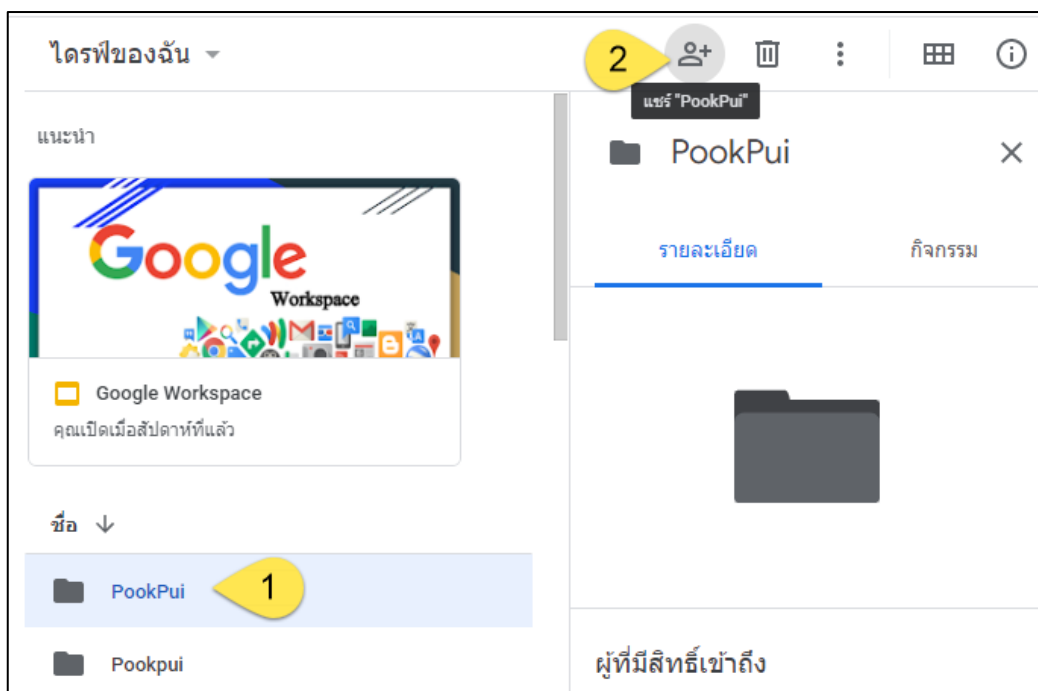 ไดรฟ์ของฉัน
2
แชร์ "PookPui"
แนะนำ
Google
Workspace
Google Workspace
คุณเปิดเมื่อสัปดาห์ที่แล้ว
ชื่อ
PookPui
1
Pookpui
PookPui
รายละเอียด กิจกรรม
ผู้ที่มีสิทธิ์เข้าถึง